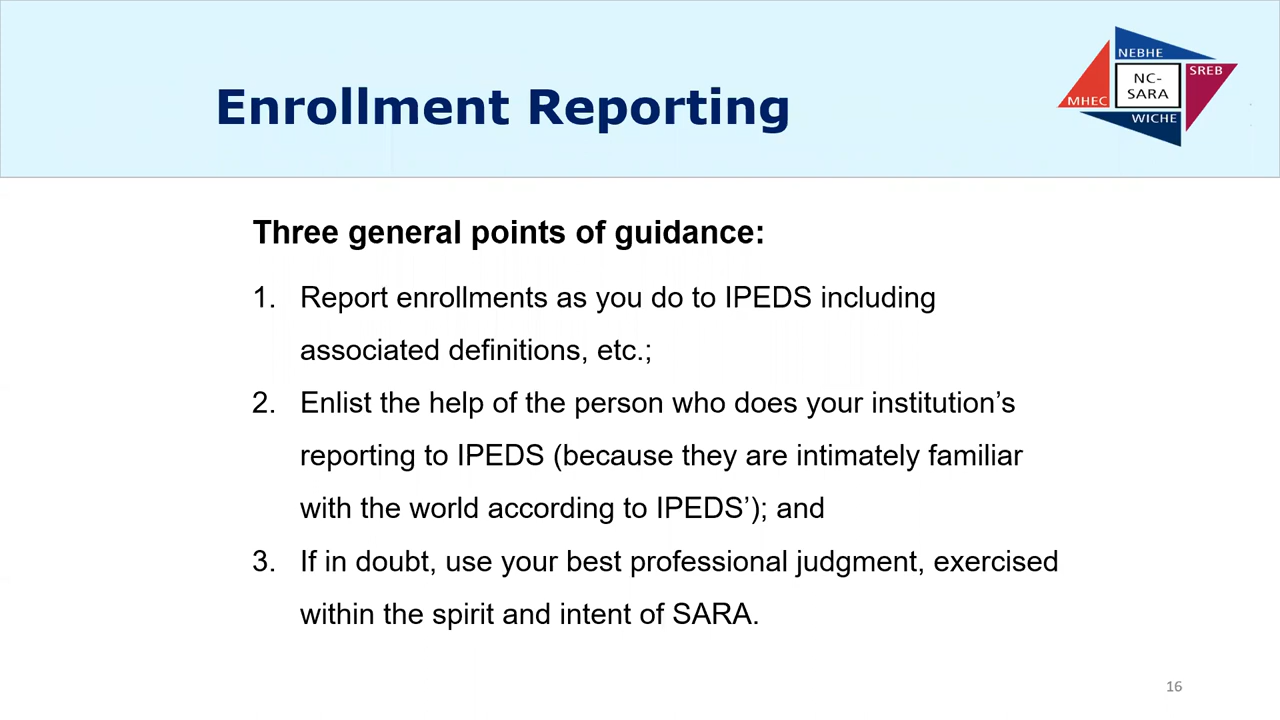 Enrollment Reporting
NEBHE
NC-
SARA
SREB
MHEC
WICHE
Three general points of guidance:
1. Report enrollments as you do to IPEDS including
associated definitions, etc.;
2. Enlist the help of the person who does your institution’s
reporting to IPEDS (because they are intimately familiar
with the world according to IPEDS’); and
3. If in doubt, use your best professional judgment, exercised
within the spirit and intent of SARA.
16